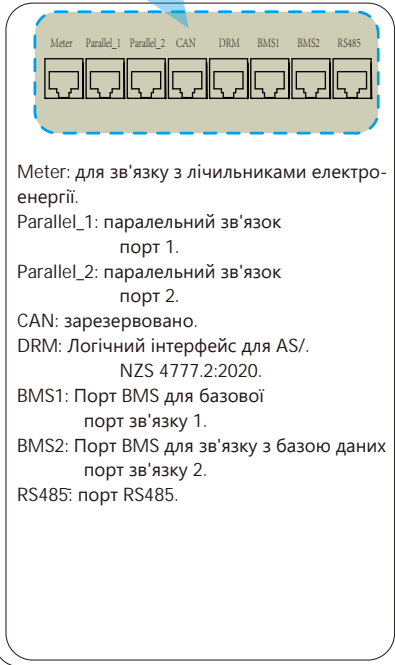 Meter Parallel_1 Parallel_2 CAN DRM BMS1 BMS2 RS485
Meter: для зв'язку з лічильниками електро-
енергії.
Parallel_1: паралельний зв'язок
порт 1.
Parallel_2: паралельний зв'язок
порт 2.
CAN: зарезервовано.
DRM: Логічний інтерфейс для AS/.
NZS 4777.2:2020.
BMS1: Порт BMS для базової
порт зв'язку 1.
BMS2: Порт BMS для зв'язку з базою даних
порт зв'язку 2.
RS485: порт RS485.